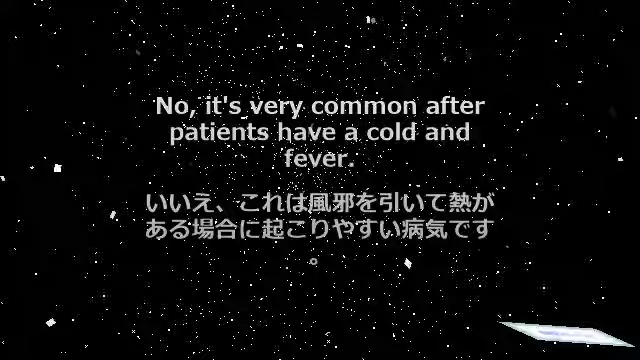 No, it's very common after
patients have a cold and
fever.
いいえ、これは風邪を引いて熱が
ある場合に起こりやすい病気です